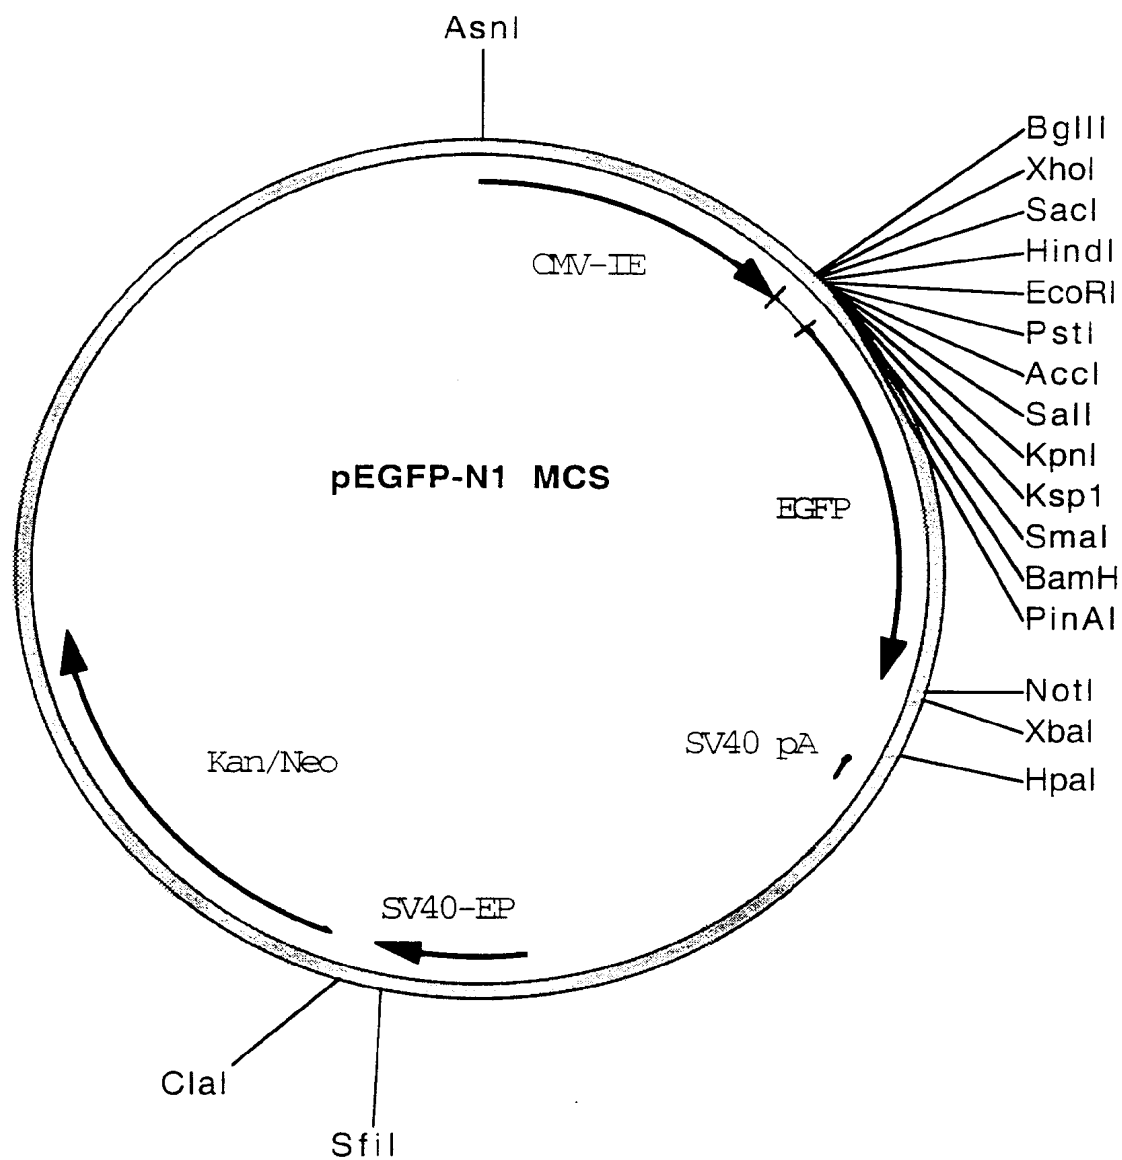 AsnI
BglII
XhoI
SacI
HindI
EcoRI
PstI
AccI
SalI
KpnI
Ksp1
SmaI
BamH
PinAI
NotI
XbaI
HpaI
CMV-IE
pEGFP-N1 MCS
EGFP
SV40 pA
Kan/Neo
SV40-EP
ClaI
SfiI